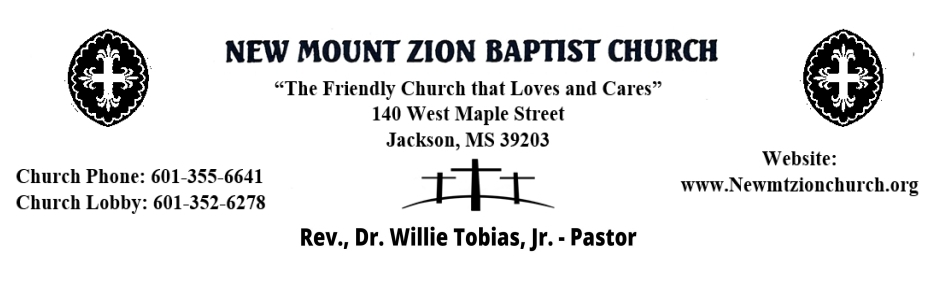 NEW MOUNT ZION BAPTIST CHURCH
“The Friendly Church that Loves and Cares”
140 West Maple Street
Jackson, MS 39203
Church Phone: 601-355-6641
Church Lobby: 601-352-6278
Website:
www.Newmtzionchurch.org
Rev., Dr. Willie Tobias, Jr. - Pastor